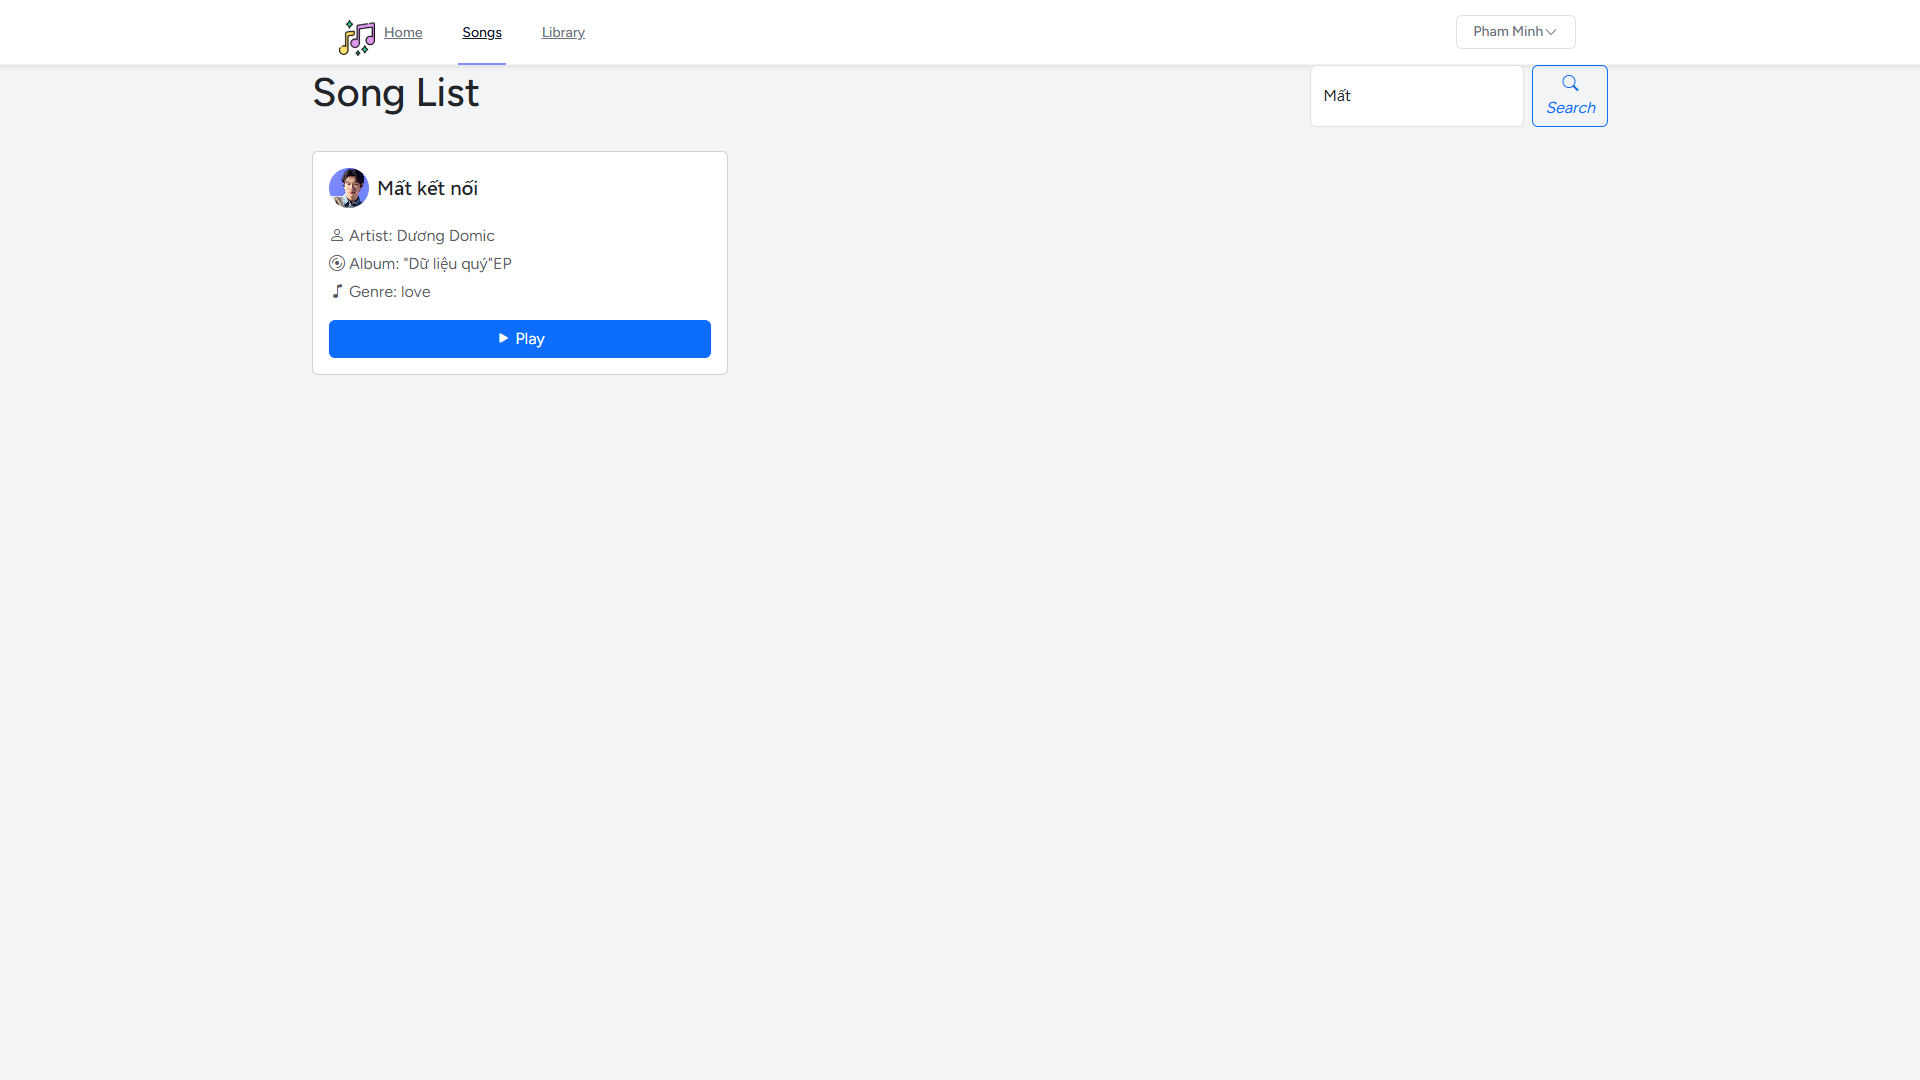 Home Songs Library Pham Minh
Song List
Mất
Search
Mất kết nối
Artist: Dương Domic
Album: "Dữ liệu quý"EP
Genre: love
Play